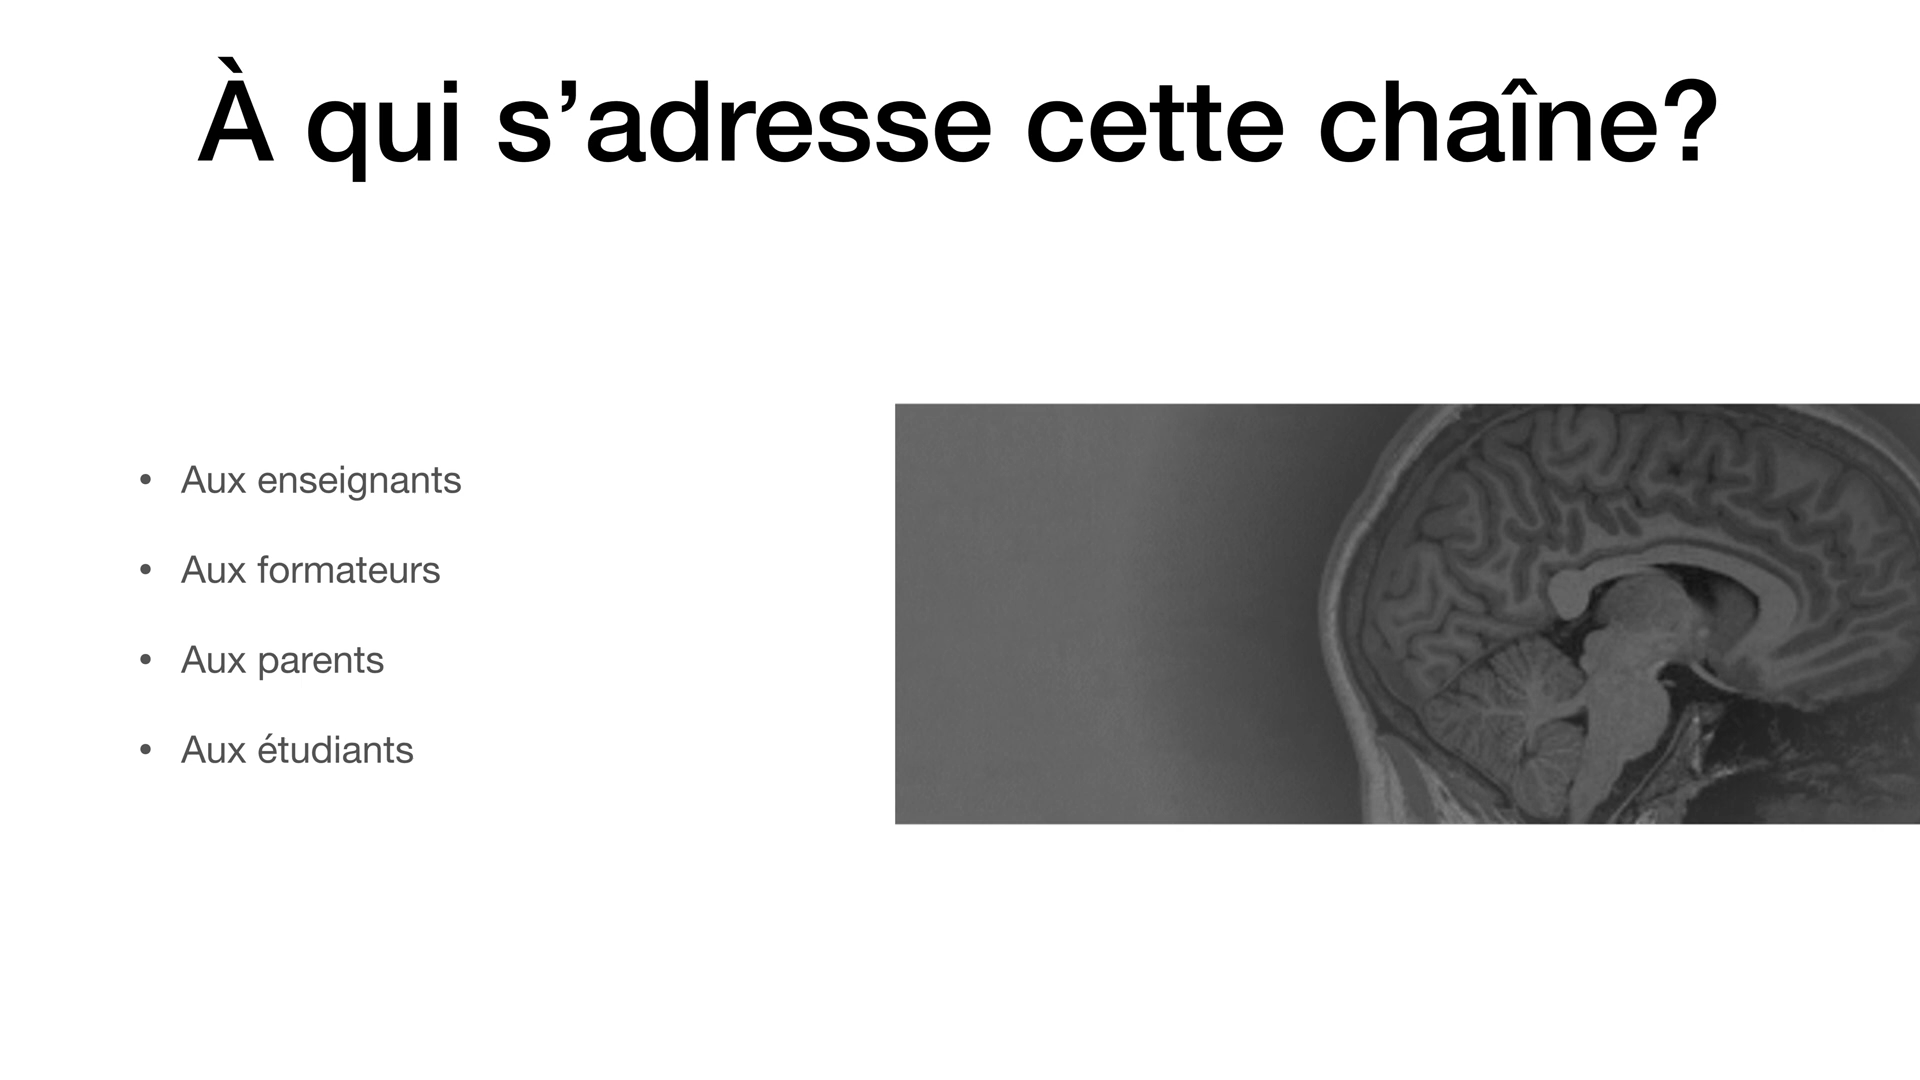 À qui s’adresse cette chaîne?
• Aux enseignants
• Aux formateurs
• Aux parents
• Aux étudiants